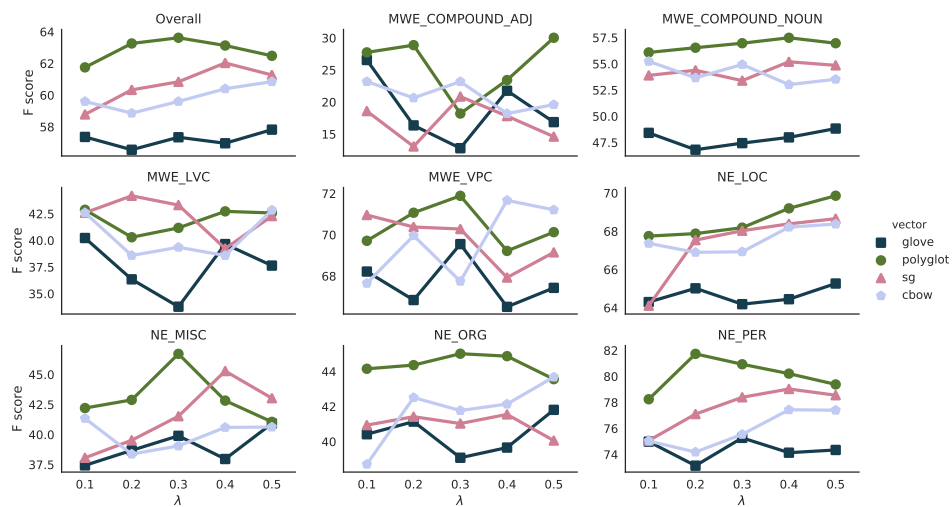 Overall
MWE_COMPOUND_ADJ
MWE_COMPOUND_NOUN
F score
64
62
60
58
30
25
20
15
57.5
55.0
52.5
50.0
47.5
MWE_LVC
MWE_VPC
NE_LOC
F score
42.5
40.0
37.5
35.0
72
70
68
70
68
66
64
vector
glove
polyglot
sg
cbow
NE_MISC
NE_ORG
NE_PER
F score
45.0
42.5
40.0
37.5
44
42
40
82
80
78
76
74
0.1 0.2 0.3 0.4 0.5
0.1 0.2 0.3 0.4 0.5
0.1 0.2 0.3 0.4 0.5
λ
λ
λ